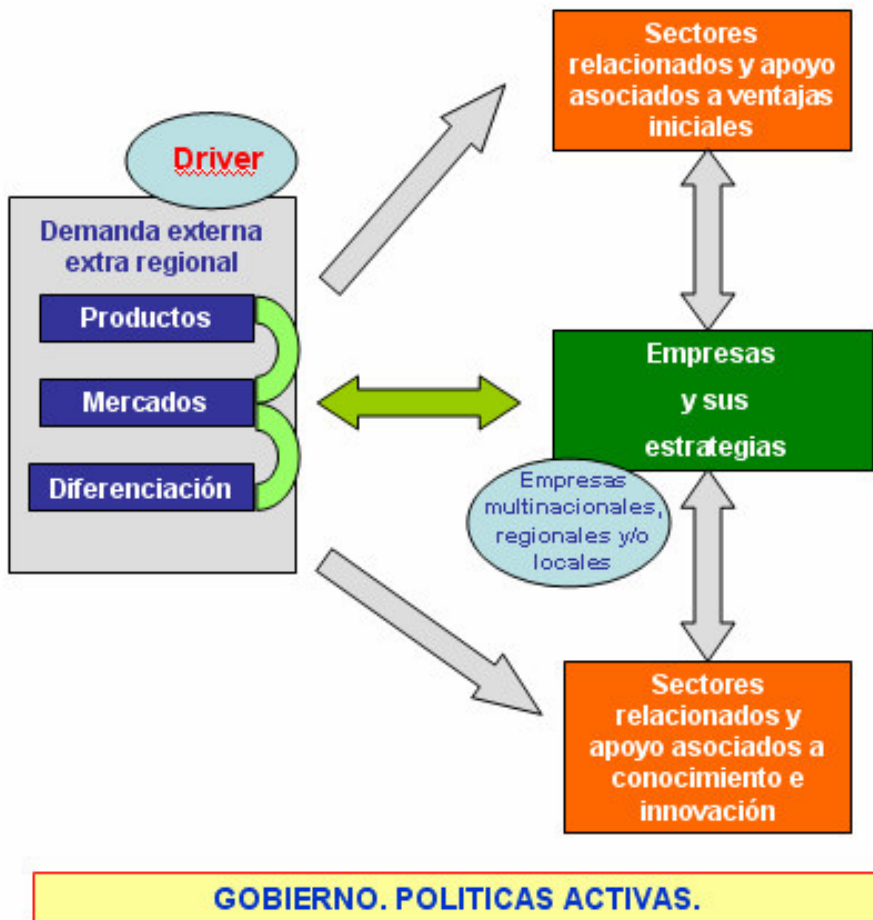 Driver
Demanda externa
extra regional
Productos
Mercados
Diferenciación
Sectores
relacionados y apoyo
asociados a ventajas
iniciales
Empresas
y sus
estrategias
Empresas
multinacionales,
regionales y/o
locales
Sectores
relacionados y
apoyo asociados a
conocimiento e
innovación
GOBIERNO. POLITICAS ACTIVAS.